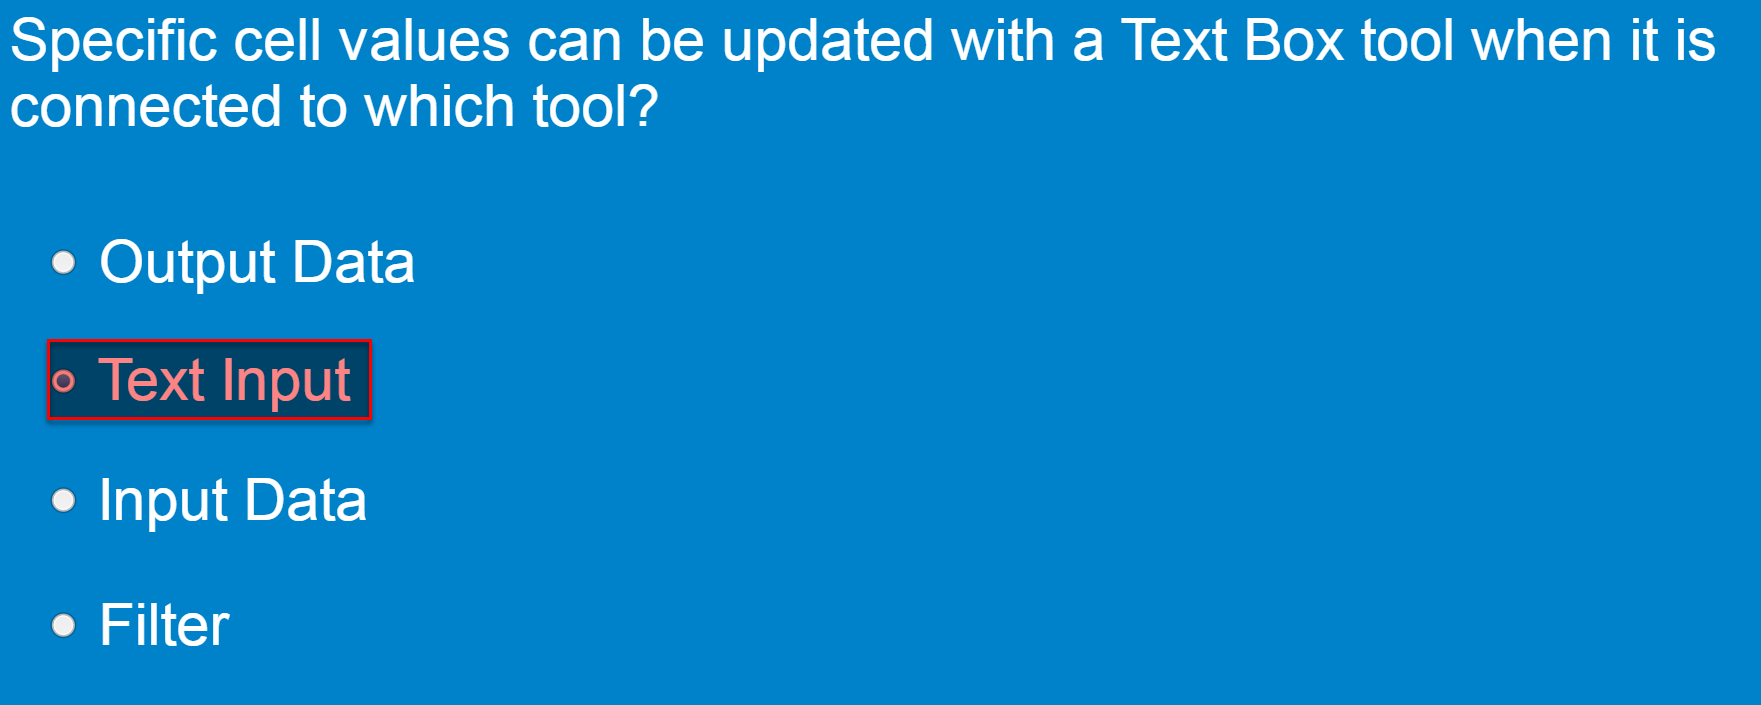 Specific cell values can be updated with a Text Box tool when it is
connected to which tool?
Output Data
Text Input
Input Data
Filter